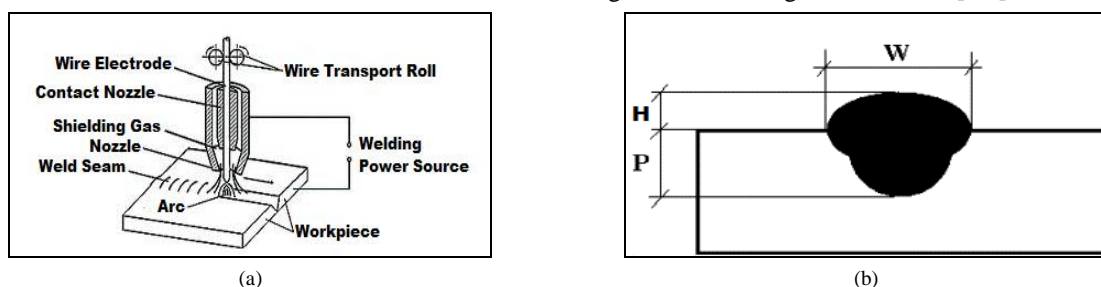 Wire Electrode
Wire Transport Roll
Contact Nozzle
Shielding Gas
Nozzle
Welding
Power Source
Weld Seam
Arc
Workpiece
(a)
W
H
P
(b)